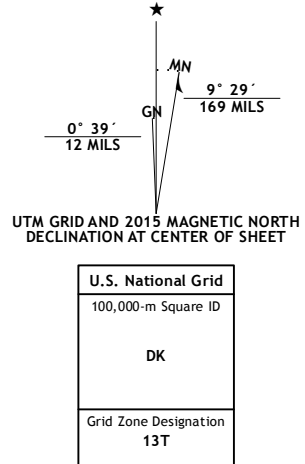 ★
MN
GN
9° 29´
169 MILS
0° 39´
12 MILS
UTM GRID AND 2015 MAGNETIC NORTH
DECLINATION AT CENTER OF SHEET
U.S. National Grid
100,000-m Square ID
DK
Grid Zone Designation
13T